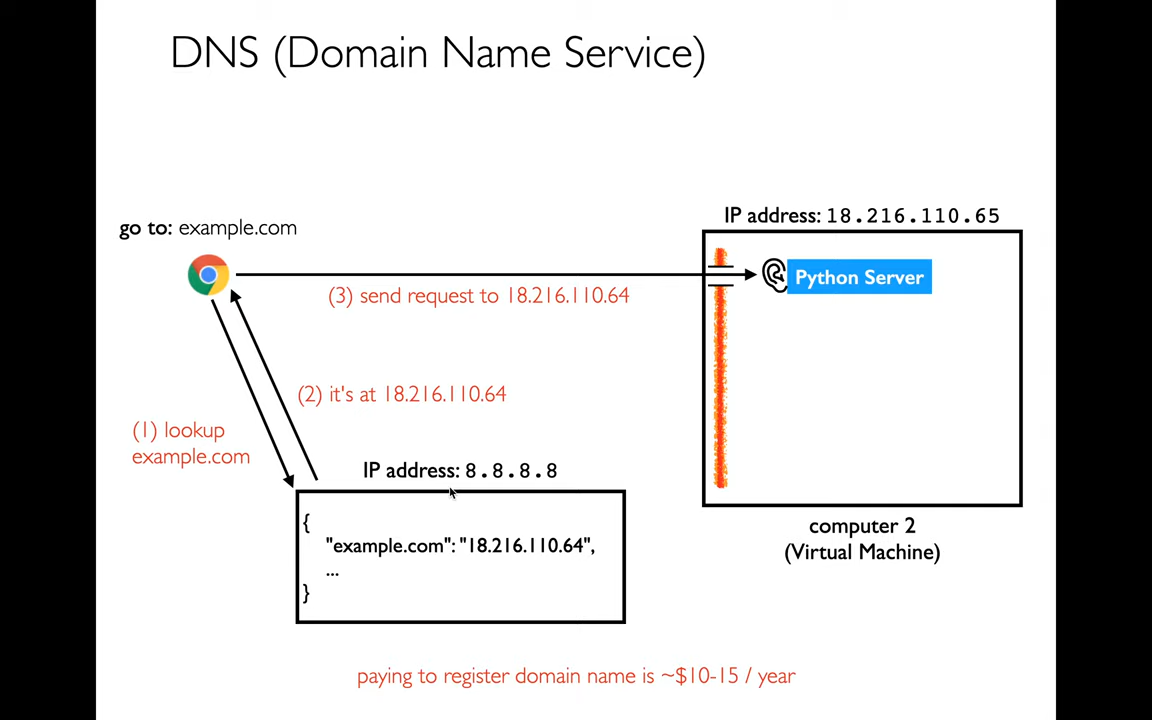 DNS (Domain Name Service)
go to: example.com
IP address: 18.216.110.65
Python Server
(3) send request to 18.216.110.64
(2) it's at 18.216.110.64
(1) lookup
example.com
IP address: 8.8.8.8
{
"example.com": "18.216.110.64",
...
}
computer 2
(Virtual Machine)
paying to register domain name is ~$10-15 / year